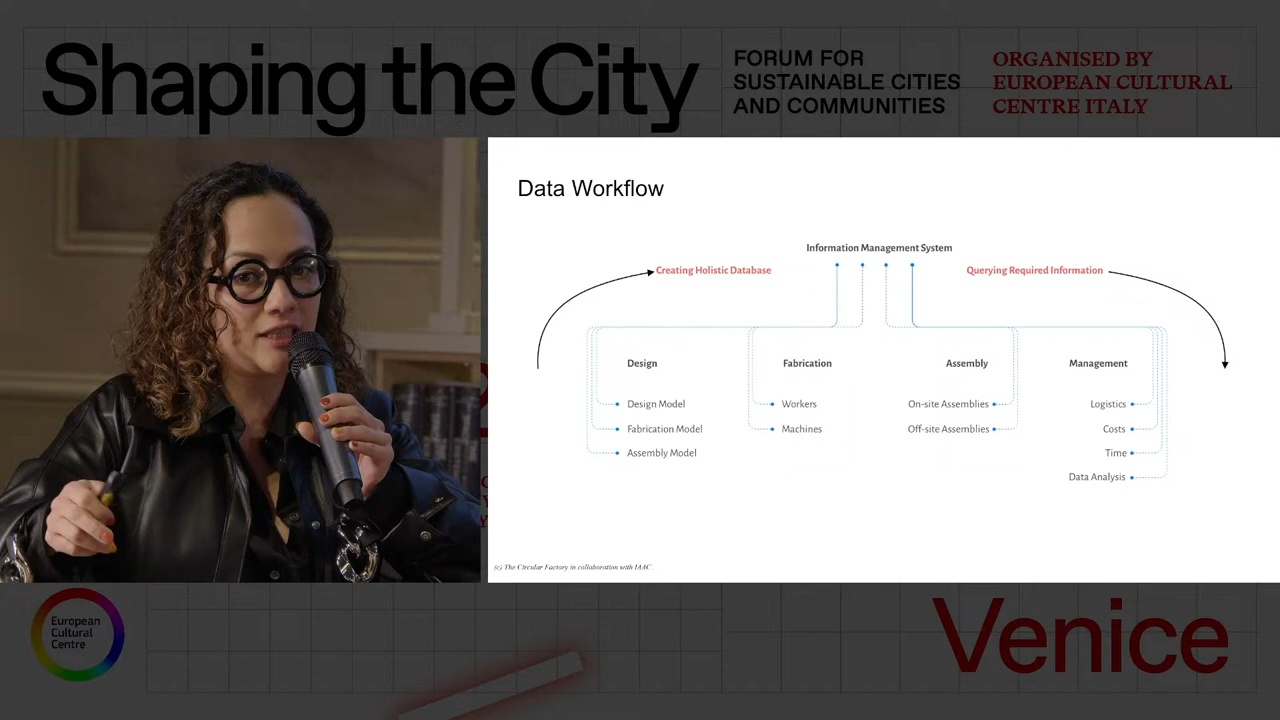 Shaping the City
FORUM FOR
SUSTAINABLE CITIES
AND COMMUNITIES
ORGANISED BY
EUROPEAN CULTURAL
CENTRE ITALY
Data Workflow
Information Management System
Creating Holistic Database
Querying Required Information
Design
Design Model
Fabrication Model
Assembly Model
Fabrication
Workers
Machines
Assembly
On-site Assemblies
Off-site Assemblies
Management
Logistics
Costs
Time
Data Analysis
(c) The Circular Factory in collaboration with IAAC .
European
Cultural
Centre
Venice